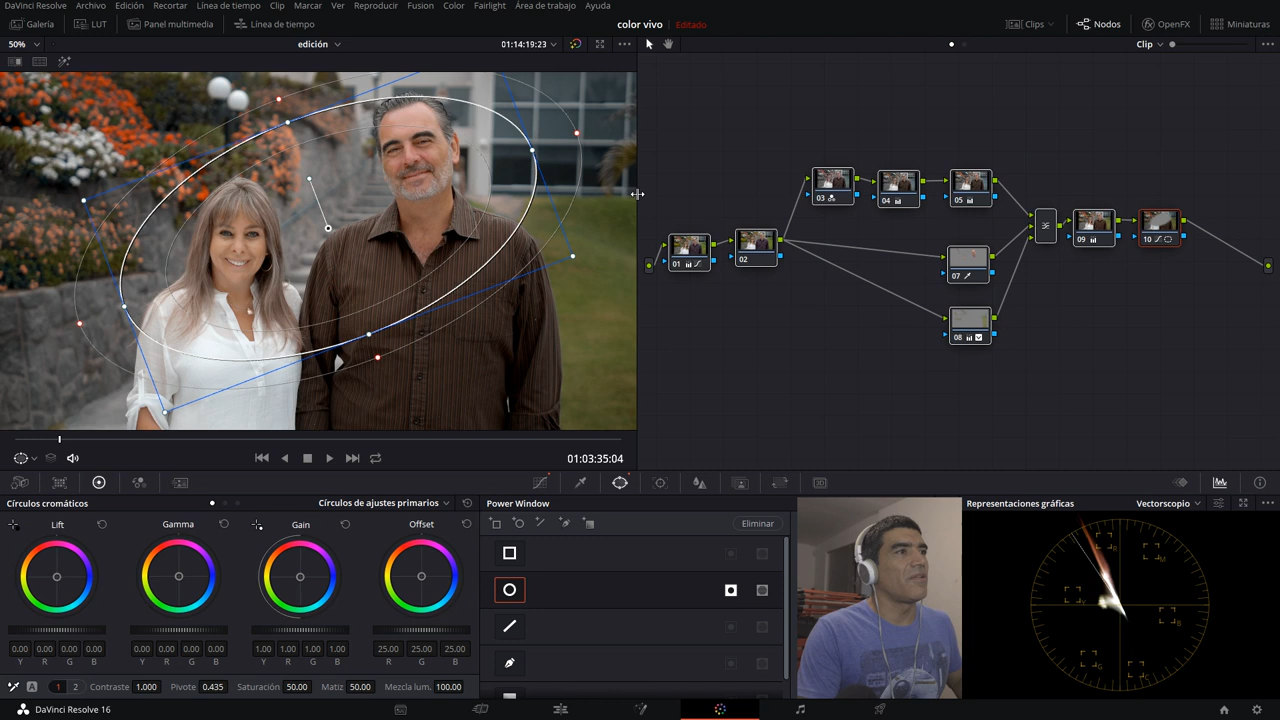 DaVinci Resolve Archivo Edición Recortar Línea de tiempo Clip Marcar Ver Reproducir Fusion Color Fairlight Área de trabajo Ayuda
Galería LUT Panel multimedia Línea de tiempo color vivo Editado Clips Nodos OpenFX Miniaturas
50% edición 01:14:19:23 Clip
03 04 05
01 02 09 10
07
08
01:03:35:04
Círculos cromáticos Círculos de ajustes primarios Power Window Representaciones gráficas Vectorscopio
Lift Gamma Gain Offset Eliminar
R M
Y B
G C
0.00 0.00 0.00 0.00 0.00 0.00 0.00 0.00 1.00 1.00 1.00 1.00 25.00 25.00 25.00
Y R G B Y R G B Y R G B R G B
A 1 2 Contraste 1.000 Pivote 0.435 Saturación 50.00 Matiz 50.00 Mezcla lum. 100.00
DaVinci Resolve 16